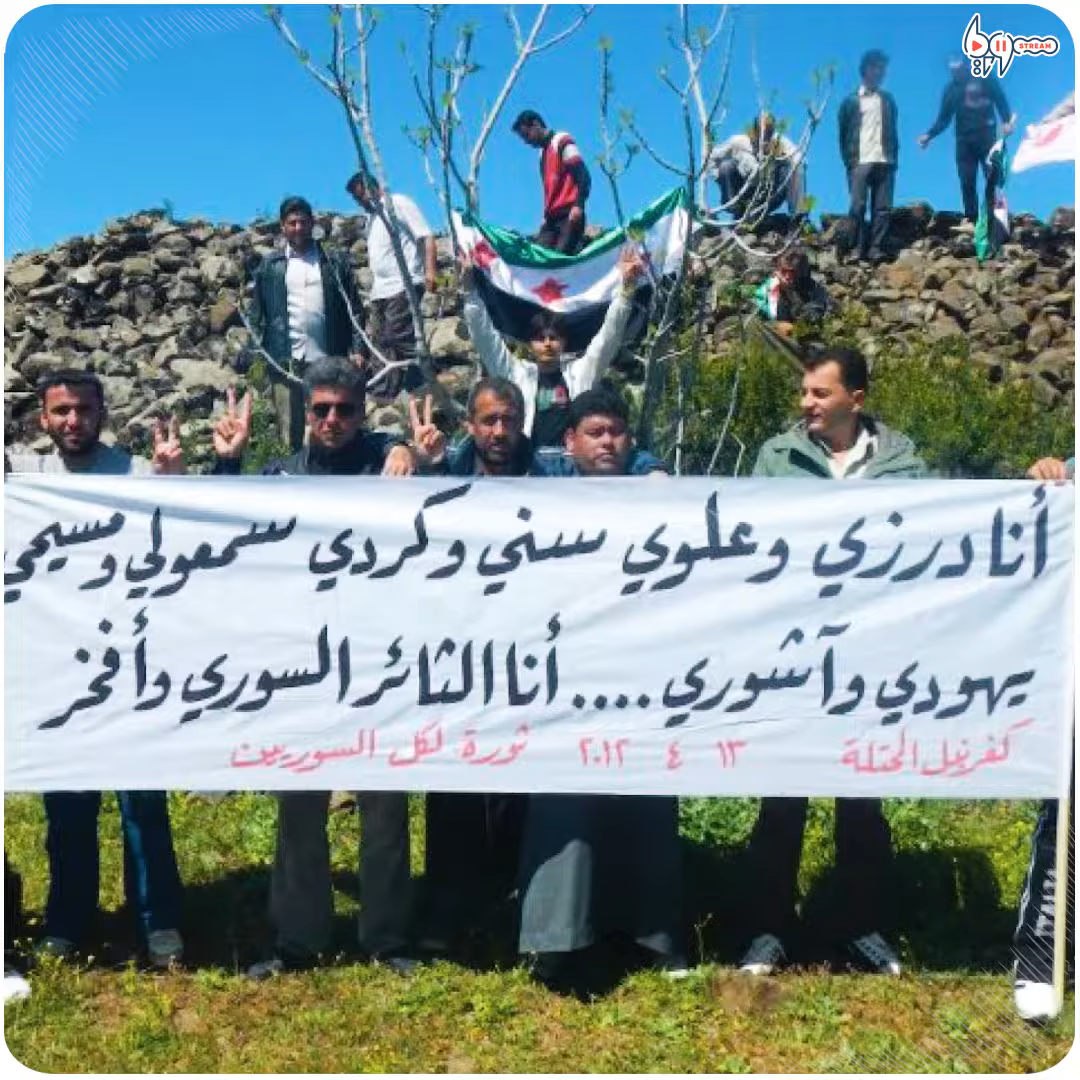 STREAM
أنا درزي وعلوي سني وكردي سمعولي ومسيحي
يهودي وآشوري .... أنا الثائر السوري وأفخر
كفرنبل المحتلة ١٣ ٤ ٢٠١٢ ثورة لكل السوريين